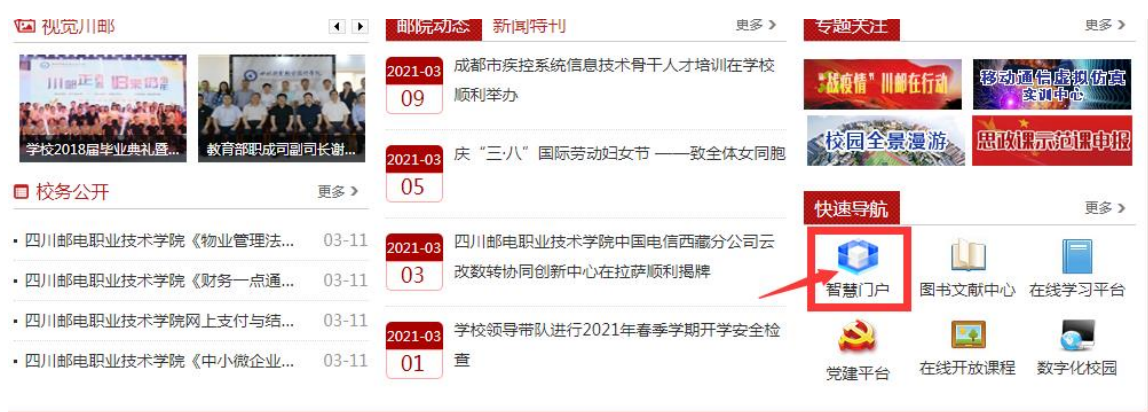 视觉川邮
学校2018届毕业典礼暨...
教育部职成司副司长谢...
校务公开
更多
四川邮电职业技术学院《物业管理法... 03-11
四川邮电职业技术学院《财务一点通... 03-11
四川邮电职业技术学院网上支付与结... 03-11
四川邮电职业技术学院《中小微企业... 03-11
邮院动态 新闻特刊 更多
2021-03
09
成都市疾控系统信息技术骨干人才培训在学校
顺利举办
2021-03
05
庆“三·八”国际劳动妇女节 ——致全体女同胞
2021-03
03
四川邮电职业技术学院中国电信西藏分公司云
改数转协同创新中心在拉萨顺利揭牌
2021-03
01
学校领导带队进行2021年春季学期开学安全检
查
专题关注 更多
“战疫情”川邮在行动
移动通信虚拟仿真
实训中心
校园全景漫游
思政课示范课申报
快速导航 更多
智慧门户
图书文献中心
在线学习平台
党建平台
在线开放课程
数字化校园